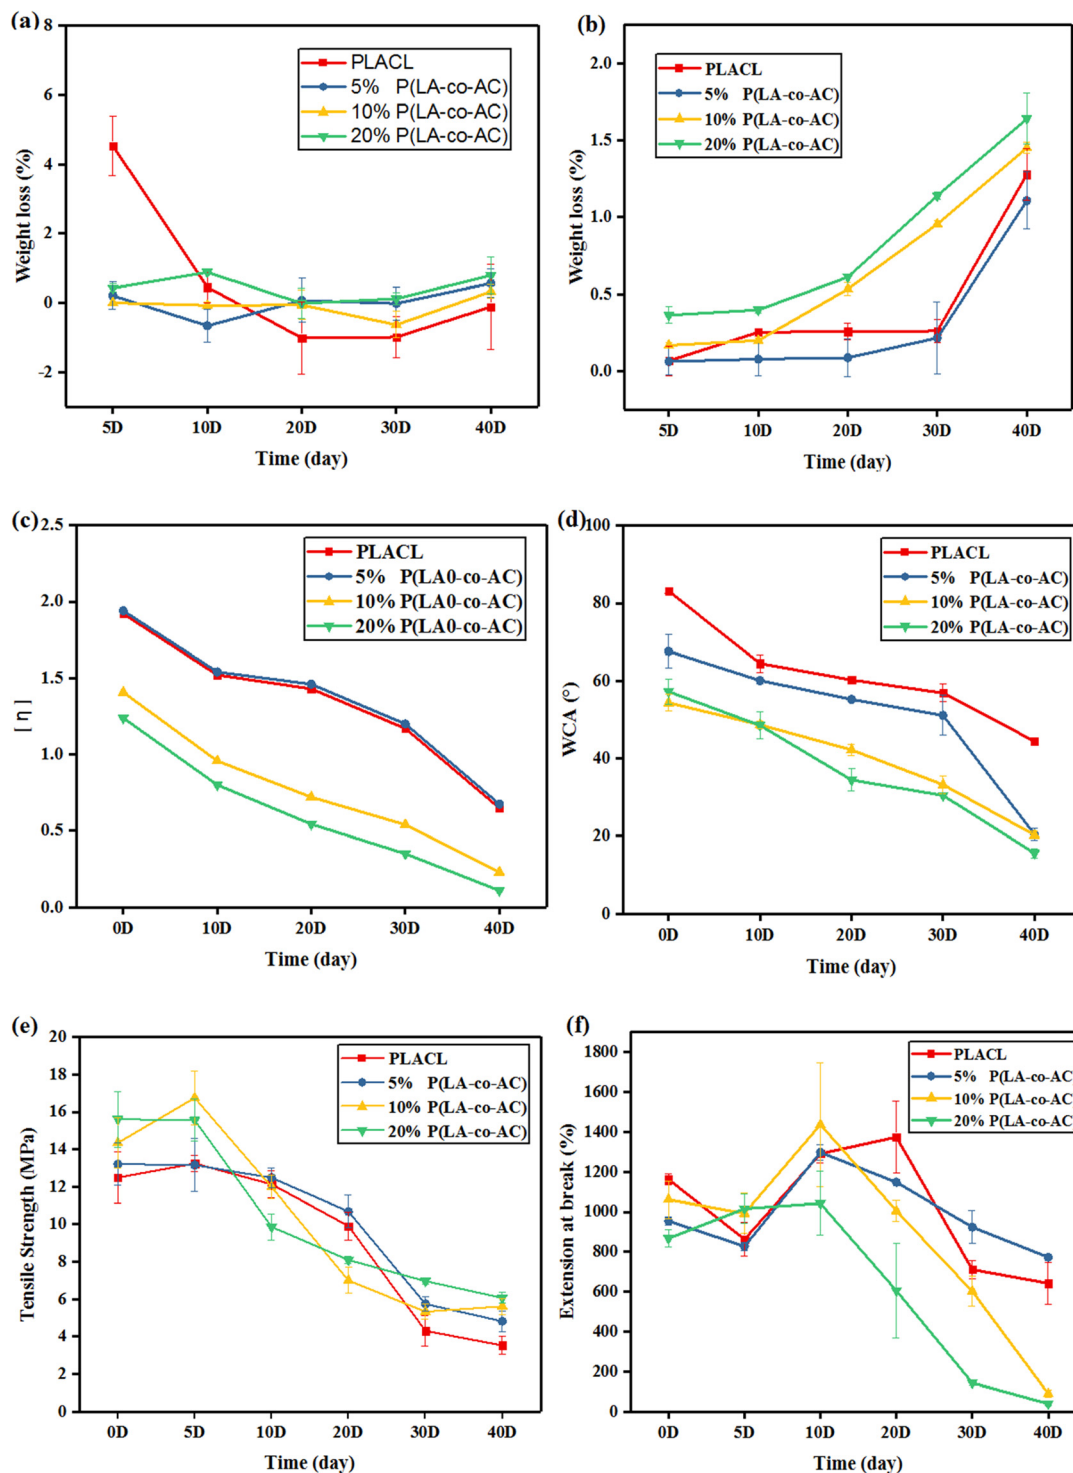 (a)
8
6
4
2
0
-2
Weight loss (%)
PLACL
5% P(LA-co-AC)
10% P(LA-co-AC)
20% P(LA-co-AC)
5D 10D 20D 30D 40D
Time (day)
(b)
2.0
1.5
1.0
0.5
0.0
Weight loss (%)
PLACL
5% P(LA-co-AC)
10% P(LA-co-AC)
20% P(LA-co-AC)
5D 10D 20D 30D 40D
Time (day)
(c)
2.5
2.0
1.5
1.0
0.5
0.0
[ η ]
PLACL
5% P(LA0-co-AC)
10% P(LA0-co-AC)
20% P(LA0-co-AC)
0D 10D 20D 30D 40D
Time (day)
(d)
100
80
60
40
20
0
WCA (°)
PLACL
5% P(LA-co-AC)
10% P(LA-co-AC)
20% P(LA-co-AC)
0D 10D 20D 30D 40D
Time (day)
(e)
20
18
16
14
12
10
8
6
4
2
0
Tensile Strength (MPa)
PLACL
5% P(LA-co-AC)
10% P(LA-co-AC)
20% P(LA-co-AC)
0D 5D 10D 20D 30D 40D
Time (day)
(f)
1800
1600
1400
1200
1000
800
600
400
200
0
Extension at break (%)
PLACL
5% P(LA-co-AC)
10% P(LA-co-AC)
20% P(LA-co-AC)
0D 5D 10D 20D 30D 40D
Time (day)